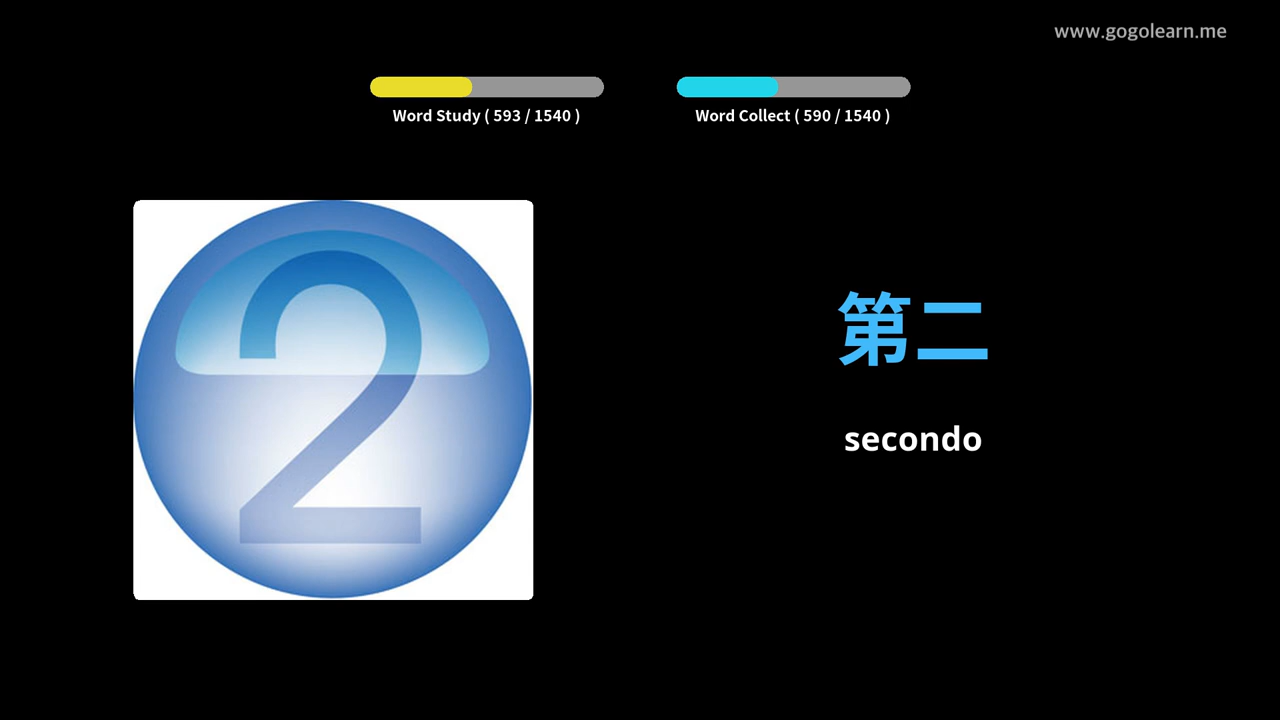 www.gogolearn.me
Word Study ( 593 / 1540 )
Word Collect ( 590 / 1540 )
2
第二
secondo